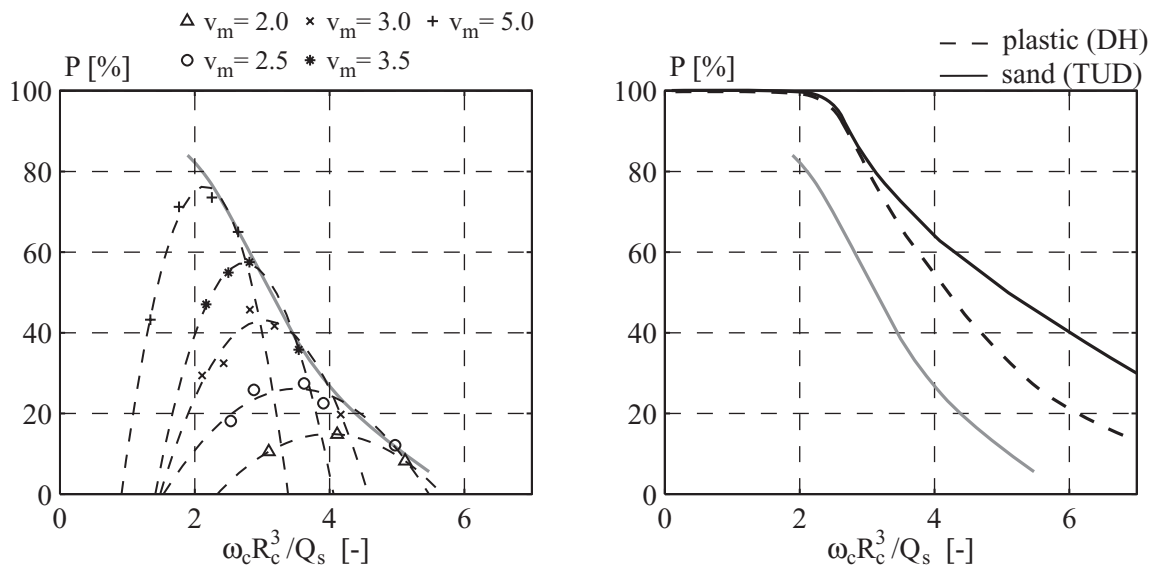 △ v_m= 2.0 × v_m= 3.0 + v_m= 5.0
○ v_m= 2.5 * v_m= 3.5
P [%]
100
80
60
40
20
0
0 2 4 6
ω_cR_c^3/Q_s [-]
plastic (DH)
sand (TUD)
P [%]
100
80
60
40
20
0
0 2 4 6
ω_cR_c^3/Q_s [-]